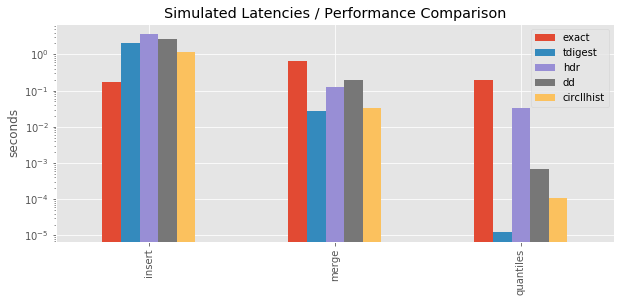 Simulated Latencies / Performance Comparison
seconds
10⁰
10⁻¹
10⁻²
10⁻³
10⁻⁴
10⁻⁵
insert
merge
quantiles
exact
tdigest
hdr
dd
circllhist